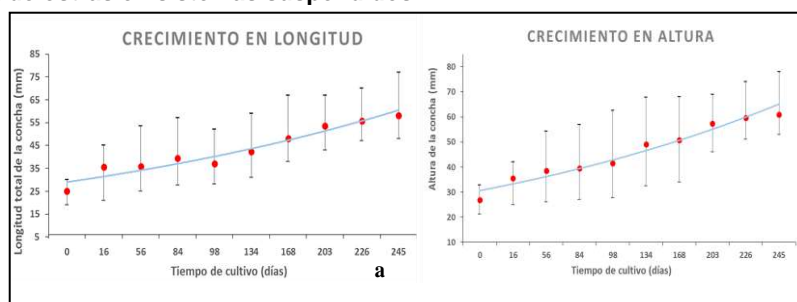 CRECIMIENTO EN LONGITUD
Longitud total de la concha (mm)
85
75
65
55
45
35
25
15
5
0 16 56 84 98 134 168 203 226 245
Tiempo de cultivo (días)
a
CRECIMIENTO EN ALTURA
Altura de la concha (mm)
80
70
60
50
40
30
20
10
0 16 56 84 98 134 168 203 226 245
Tiempo de cultivo (días)